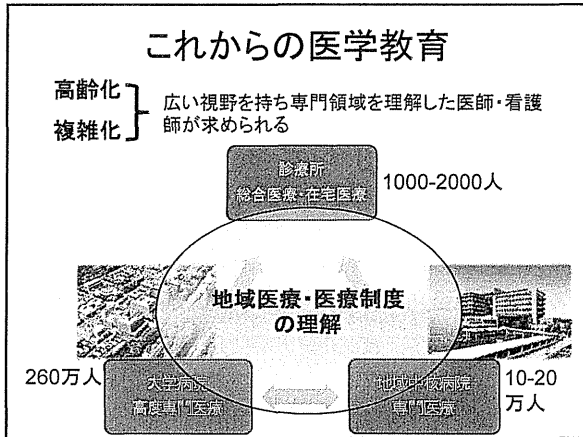 これからの医学教育
高齢化
複雑化
広い視野を持ち専門領域を理解した医師・看護
師が求められる
診療所
総合医療・在宅医療
1000-2000人
地域医療・医療制度
の理解
260万人
大学病院
高度専門医療
地域中核病院
専門医療
10-20
万人